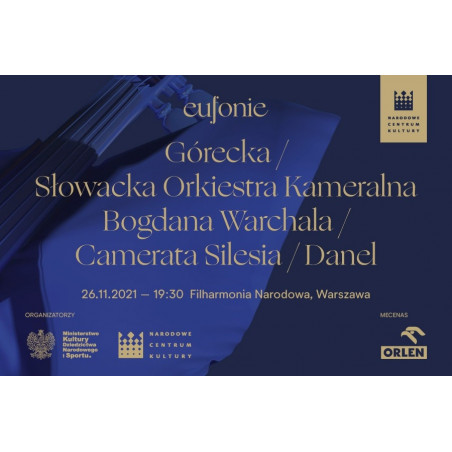 eufonie
NARODOWE
CENTRUM
KULTURY
Górecka /
Słowacka Orkiestra Kameralna
Bogdana Warchala /
Camerata Silesia / Danel
26.11.2021 — 19:30 Filharmonia Narodowa, Warszawa
ORGANIZATORZY
MECENAS
Ministerstwo
Kultury
Dziedzictwa
Narodowego
i Sportu.
NARODOWE
CENTRUM
KULTURY
ORLEN